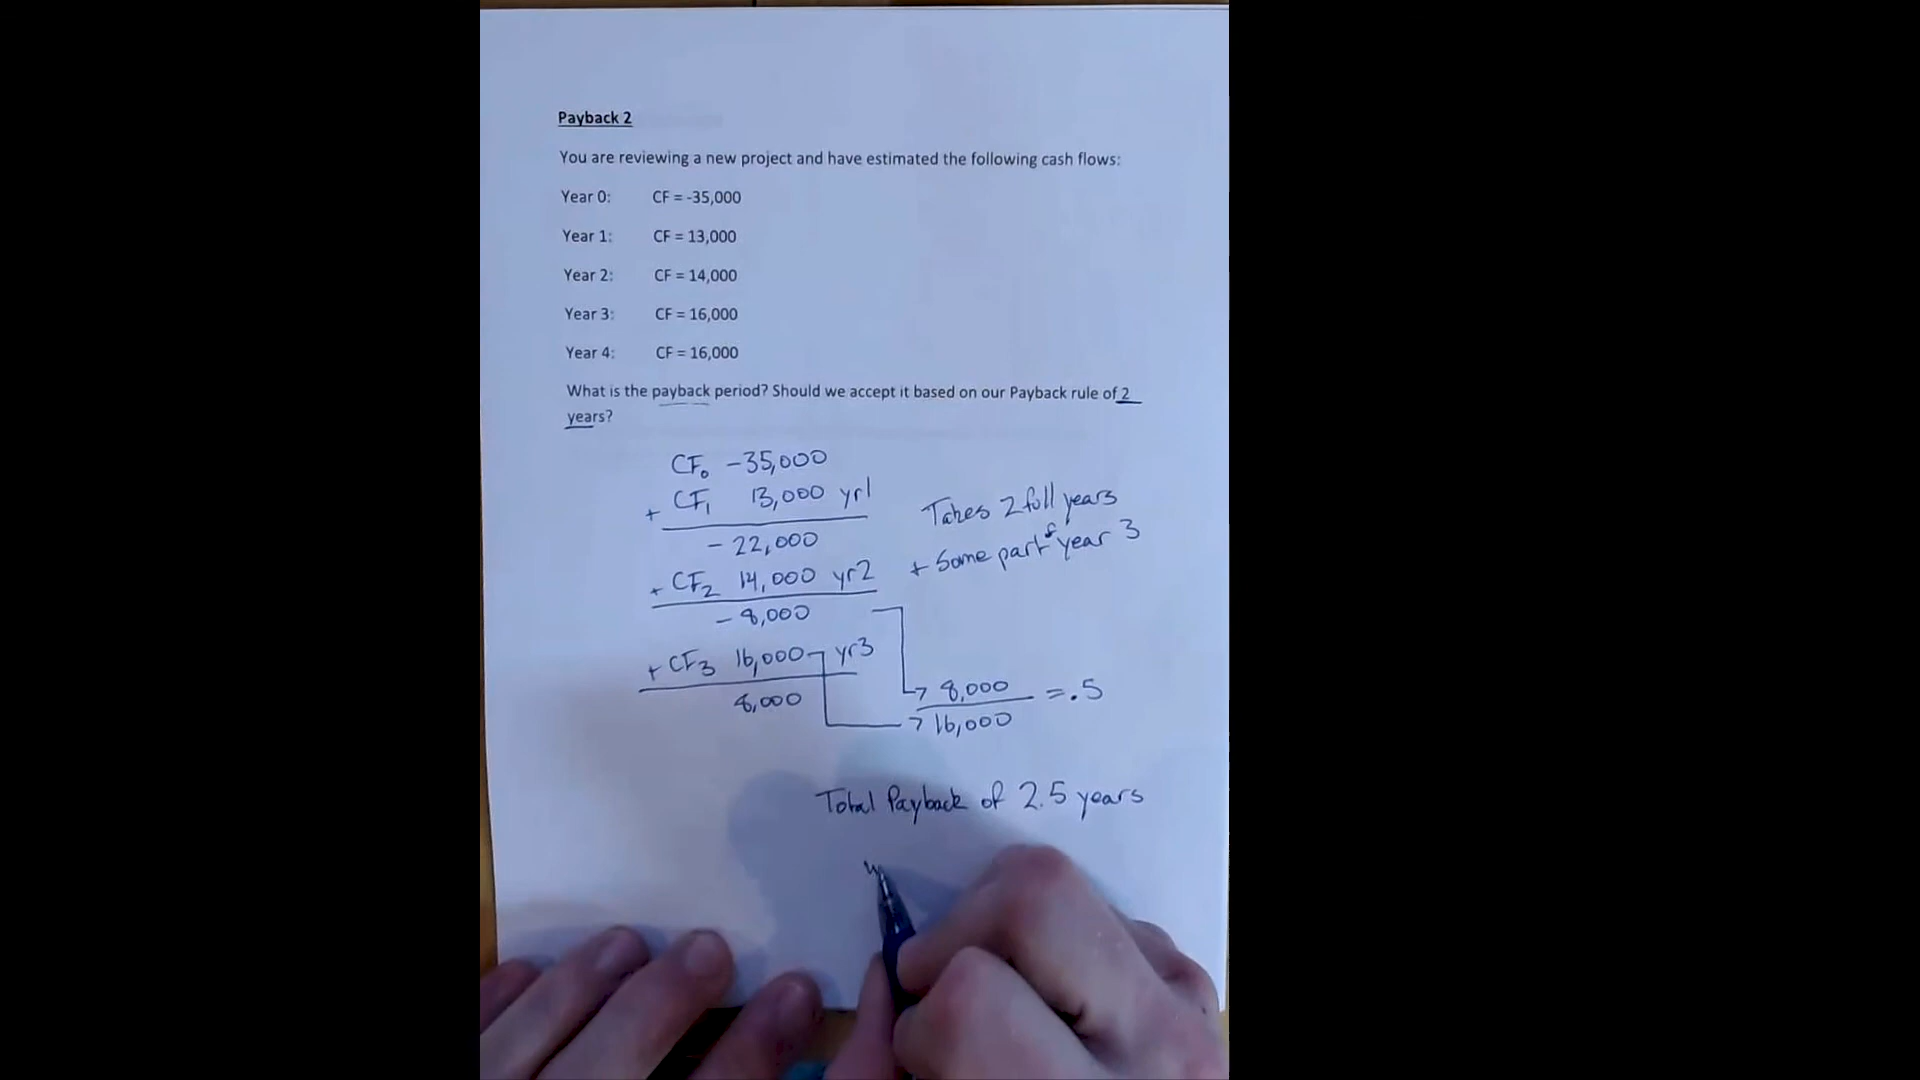 Payback 2
You are reviewing a new project and have estimated the following cash flows:
Year 0: CF = -35,000
Year 1: CF = 13,000
Year 2: CF = 14,000
Year 3: CF = 16,000
Year 4: CF = 16,000
What is the payback period? Should we accept it based on our Payback rule of 2
years?
CF₀ -35,000
+ CF₁ 13,000 yr1
- 22,000
+ CF₂ 14,000 yr2
- 8,000
+ CF₃ 16,000 yr3
8,000
Takes 2 full years
+ Some part of year 3
8,000
16,000
= .5
Total Payback of 2.5 years